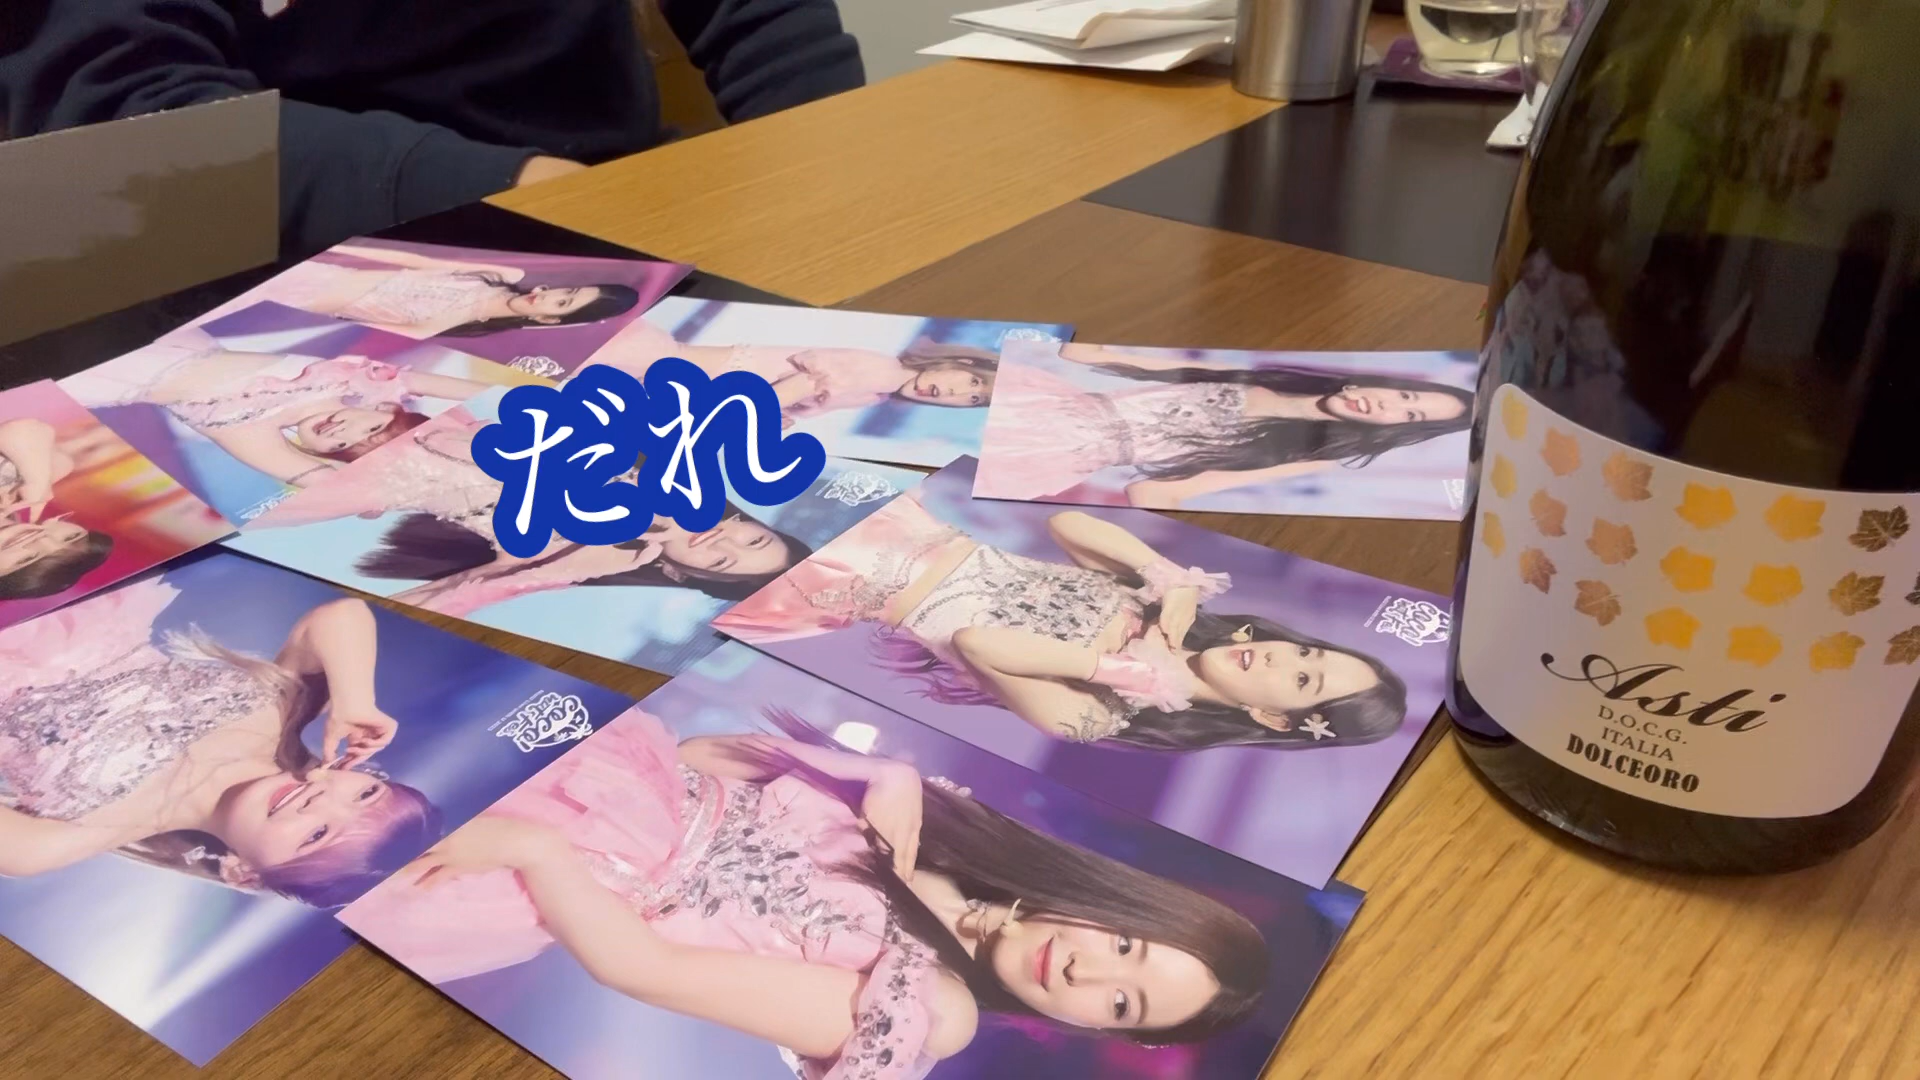 だれ
Asti
D.O.C.G.
ITALIA
DOLCEORO